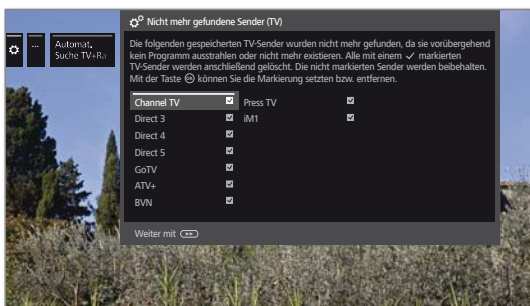 Nicht mehr gefundene Sender (TV)
...
Automat.
Suche TV+Ra
Die folgenden gespeicherten TV-Sender wurden nicht mehr gefunden, da sie vorübergehend
kein Programm ausstrahlen oder nicht mehr existieren. Alle mit einem ✓ markierten
TV-Sender werden anschließend gelöscht. Die nicht markierten Sender werden beibehalten.
Mit der Taste OK können Sie die Markierung setzten bzw. entfernen.
Channel TV
Press TV
Direct 3
iM1
Direct 4
Direct 5
GoTV
ATV+
BVN
Weiter mit